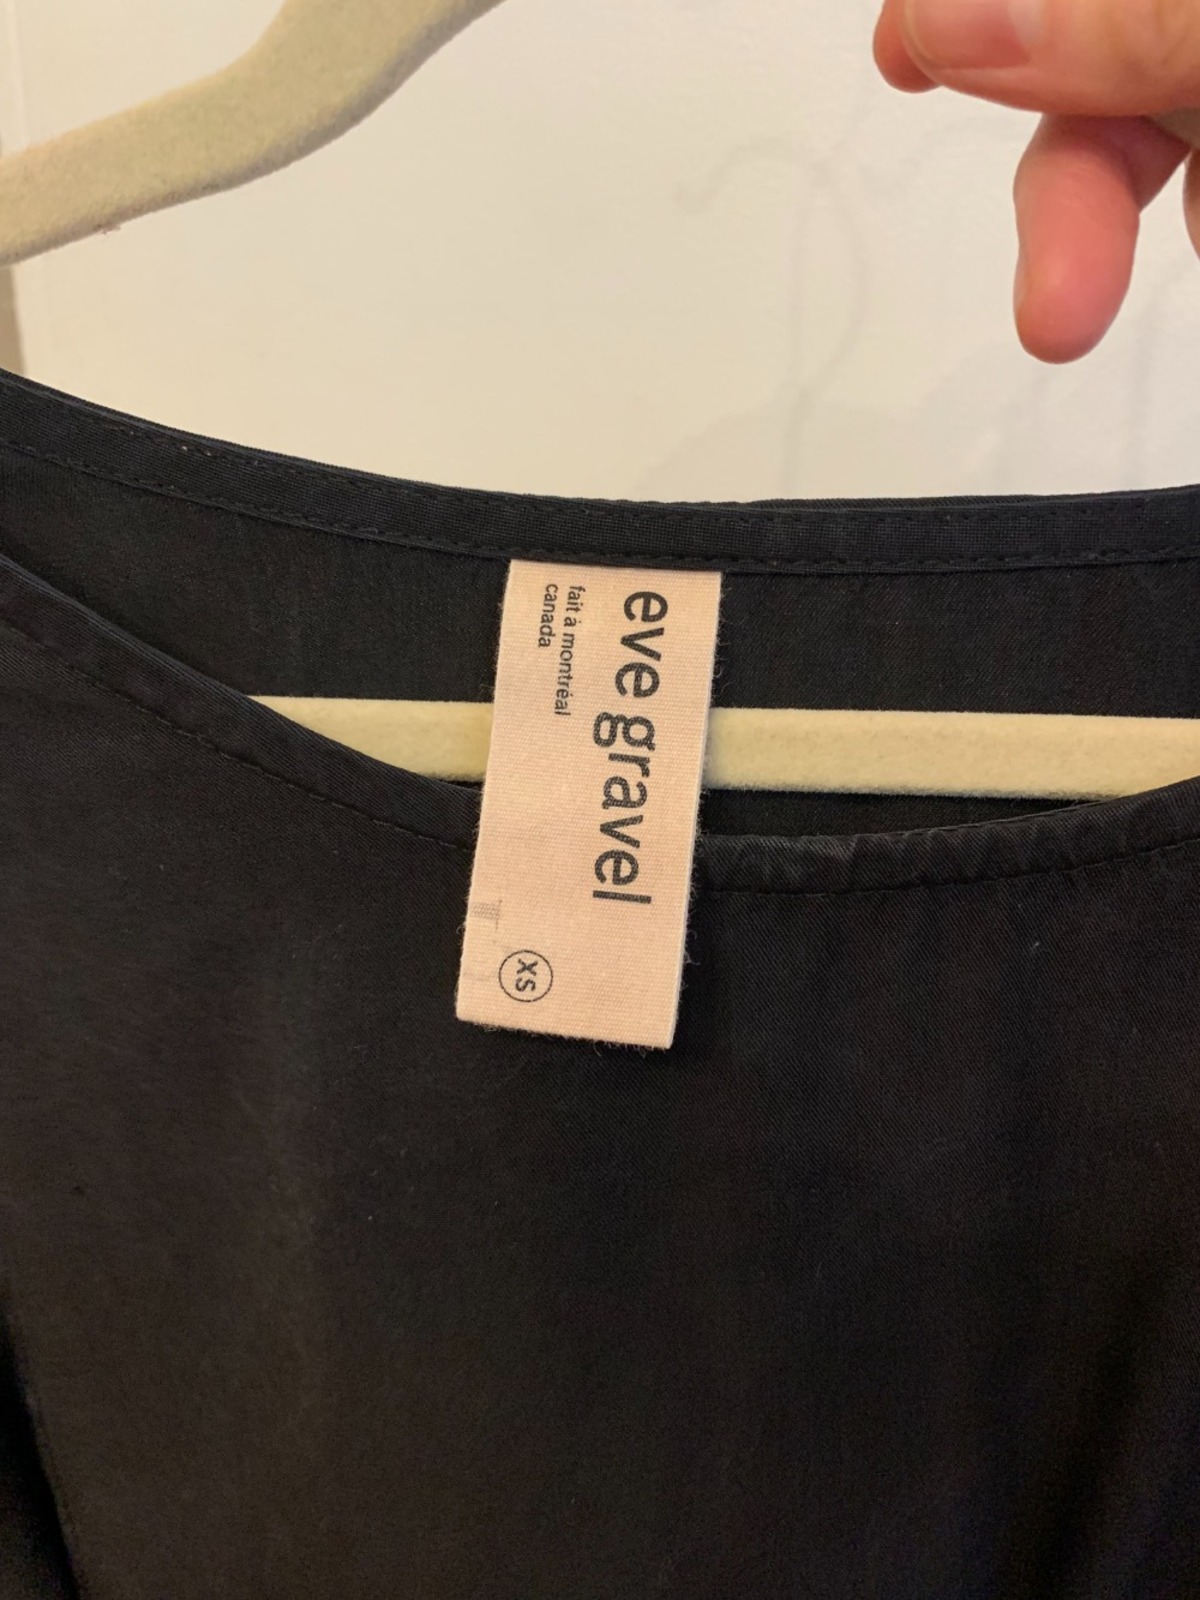 eve gravel
fait à montréal
canada
XS